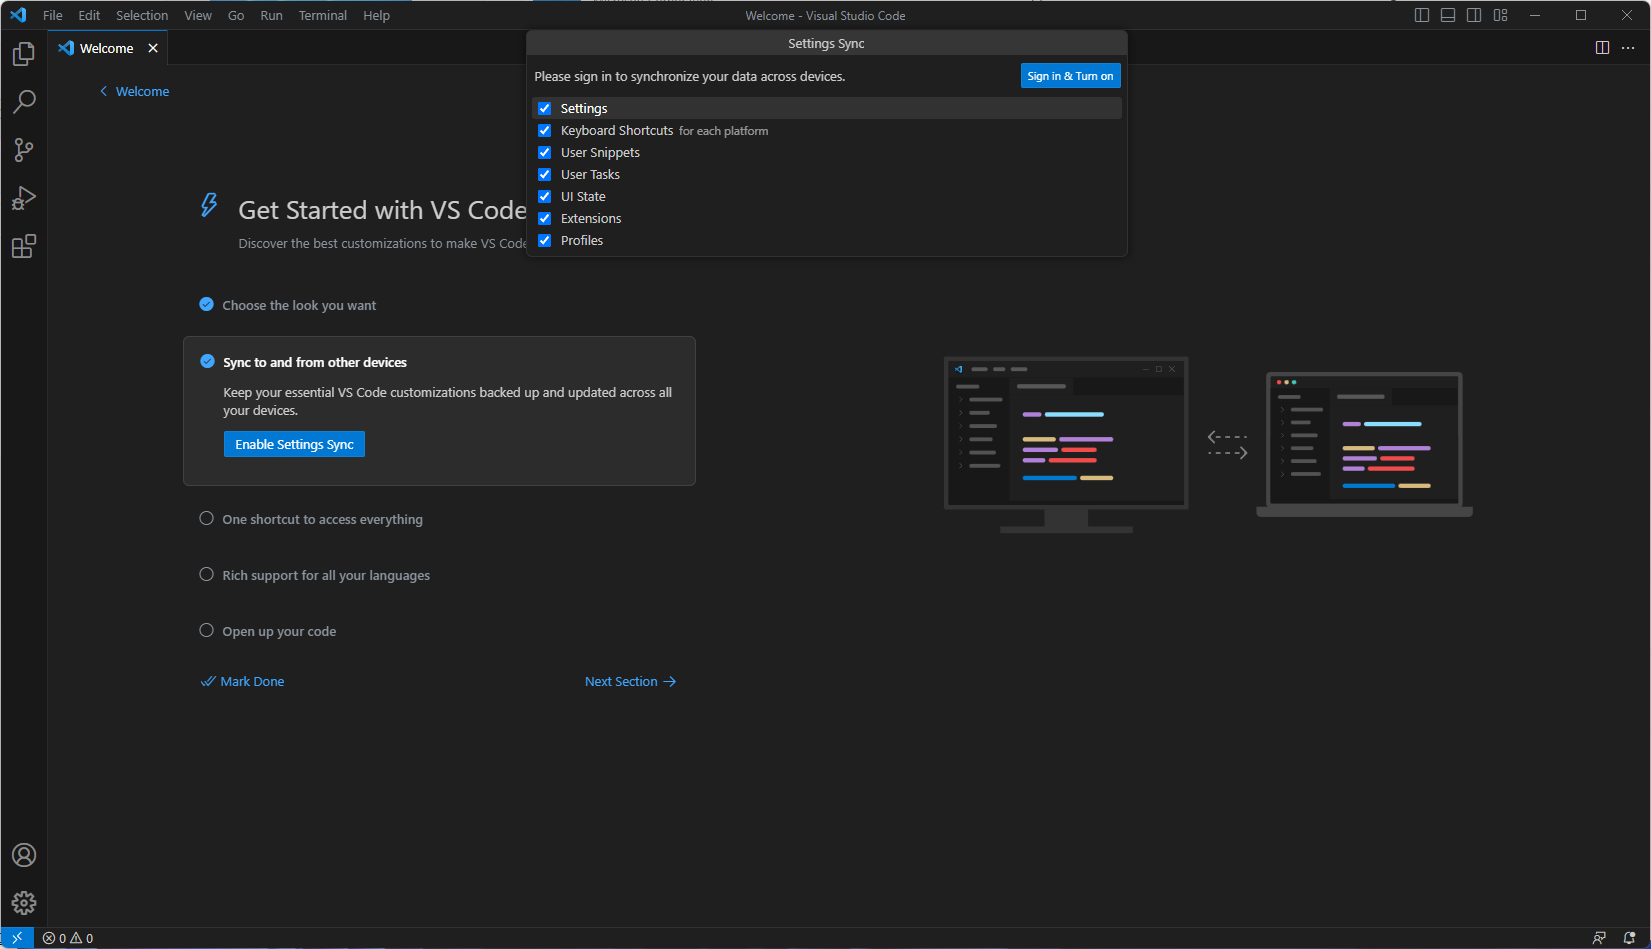 File Edit Selection View Go Run Terminal Help
Welcome - Visual Studio Code
Welcome
Settings Sync
Please sign in to synchronize your data across devices.
Sign in & Turn on
Settings
Keyboard Shortcuts for each platform
User Snippets
User Tasks
UI State
Extensions
Profiles
Welcome
Get Started with VS Code
Discover the best customizations to make VS Code
Choose the look you want
Sync to and from other devices
Keep your essential VS Code customizations backed up and updated across all
your devices.
Enable Settings Sync
One shortcut to access everything
Rich support for all your languages
Open up your code
Mark Done
Next Section
0 0